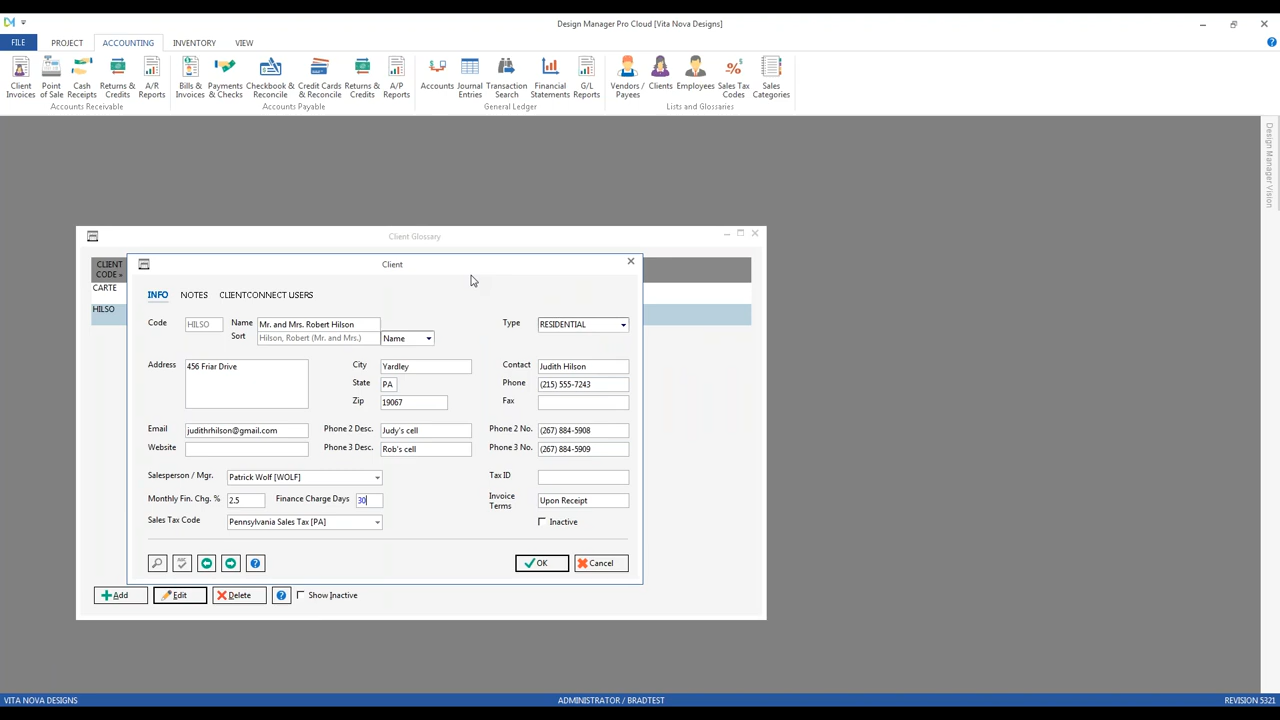 Design Manager Pro Cloud [Vita Nova Designs]
FILE PROJECT ACCOUNTING INVENTORY VIEW
Client Invoices
Point of Sale
Cash Receipts
Returns & Credits
A/R Reports
Accounts Receivable
Bills & Invoices
Payments & Checks
Checkbook & Reconcile
Credit Cards & Reconcile
Returns & Credits
A/P Reports
Accounts Payable
Accounts
Journal Entries
Transaction Search
Financial Statements
G/L Reports
General Ledger
Vendors / Payees
Clients
Employees
Sales Tax Codes
Sales Categories
Lists and Glossaries
Design Manager Vision
Client Glossary
CLIENT CODE »
CARTE
HILSO
Client
INFO NOTES CLIENTCONNECT USERS
Code HILSO Name Mr. and Mrs. Robert Hilson Type RESIDENTIAL
Sort Hilson, Robert (Mr. and Mrs.) Name
Address 456 Friar Drive City Yardley Contact Judith Hilson
State PA Phone (215) 555-7243
Zip 19067 Fax
Email judithrhilson@gmail.com Phone 2 Desc. Judy's cell Phone 2 No. (267) 884-5908
Website Phone 3 Desc. Rob's cell Phone 3 No. (267) 884-5909
Salesperson / Mgr. Patrick Wolf [WOLF] Tax ID
Monthly Fin. Chg. % 2.5 Finance Charge Days 30 Invoice Terms Upon Receipt
Sales Tax Code Pennsylvania Sales Tax [PA] Inactive
ABC ? OK Cancel
Add Edit Delete ? Show Inactive
VITA NOVA DESIGNS ADMINISTRATOR / BRADTEST REVISION 5321